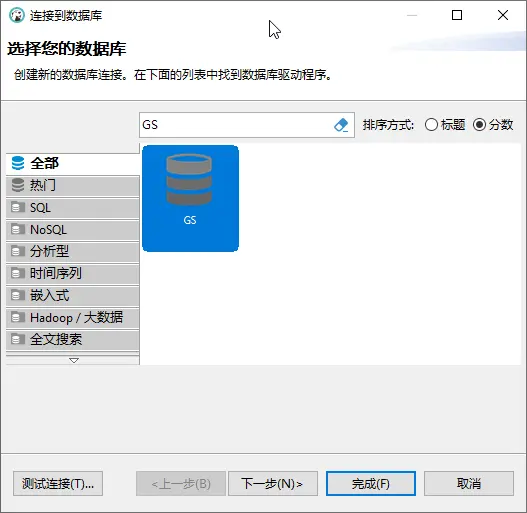 连接到数据库
选择您的数据库
创建新的数据库连接。在下面的列表中找到数据库驱动程序。
GS
排序方式: 标题 分数
全部
热门
SQL
NoSQL
分析型
时间序列
嵌入式
Hadoop / 大数据
全文搜索
GS
测试连接(T)... <上一步(B) 下一步(N)> 完成(F) 取消